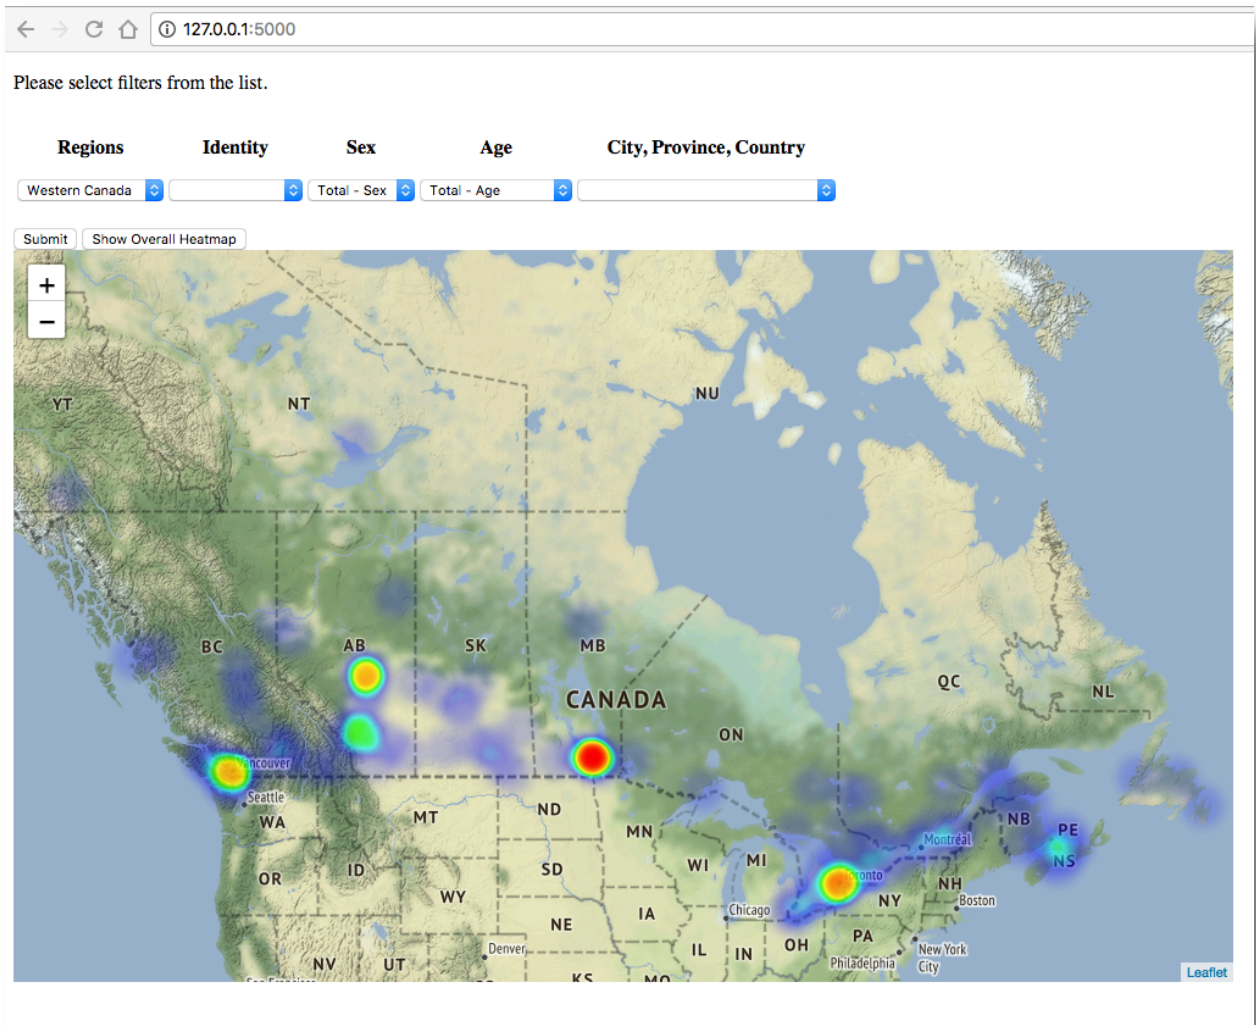 127.0.0.1:5000
Please select filters from the list.
Regions Identity Sex Age City, Province, Country
Western Canada Total - Sex Total - Age
Submit Show Overall Heatmap
+
−
NU
YT NT
BC AB SK MB
QC
NL
CANADA
ON
Vancouver
Seattle
WA MT ND
MN
NB PE
Montréal
NS
ID SD WI MI
OR
WY NY NH
Boston
IA Chicago
NE
PA
IL IN OH
New York
City
Philadelphia
Denver
NV UT
KS MO
Leaflet